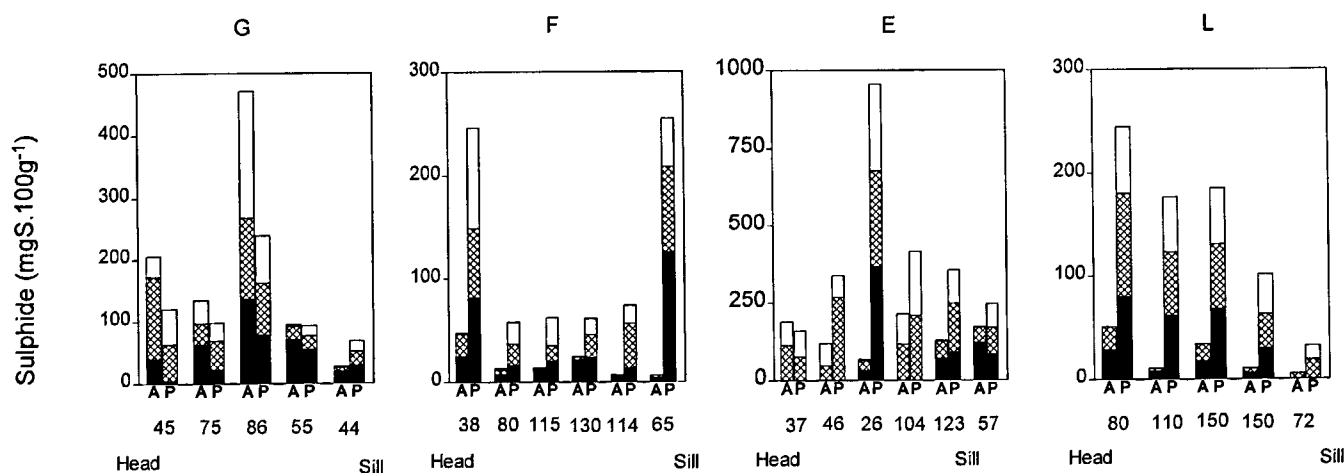 G F E L
Sulphide (mgS.100g⁻¹)
500 400 300 200 100 0
300 200 100 0
1000 750 500 250 0
300 200 100 0
A P A P A P A P A P
A P A P A P A P A P A P
A P A P A P A P A P A P
A P A P A P A P A P
45 75 86 55 44
38 80 115 130 114 65
37 46 26 104 123 57
80 110 150 150 72
Head Sill Head Sill Head Sill Head Sill